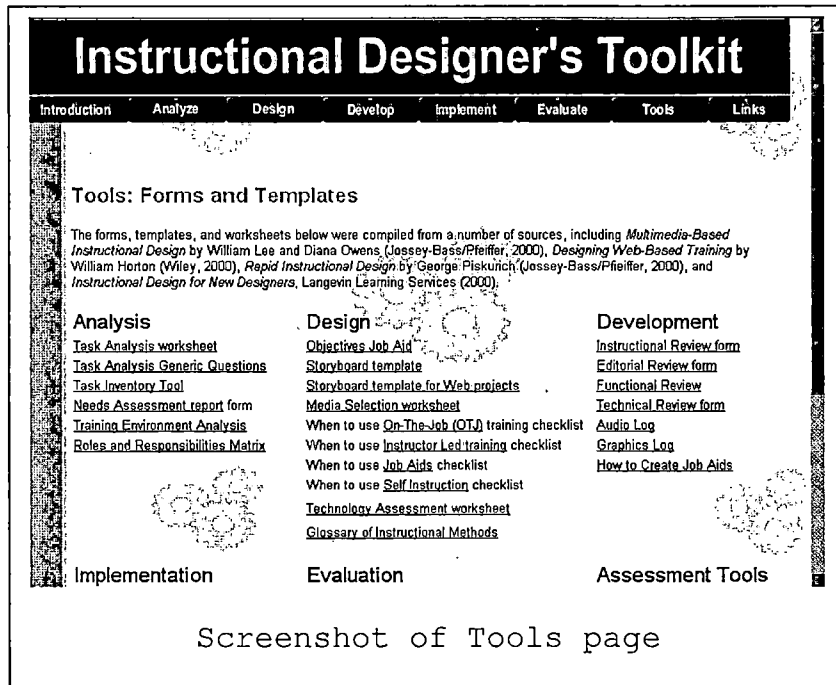 Instructional Designer's Toolkit
Introduction Analyze Design Develop Implement Evaluate Tools Links
Tools: Forms and Templates
The forms, templates, and worksheets below were compiled from a number of sources, including Multimedia-Based
Instructional Design by William Lee and Diana Owens (Jossey-Bass/Pfeiffer, 2000), Designing Web-Based Training by
William Horton (Wiley, 2000), Rapid Instructional Design by George Piskurich (Jossey-Bass/Pfieiffer, 2000), and
Instructional Design for New Designers, Langevin Learning Services (2000).
Analysis
Task Analysis worksheet
Task Analysis Generic Questions
Task Inventory Tool
Needs Assessment report form
Training Environment Analysis
Roles and Responsibilities Matrix
Design
Objectives Job Aid
Storyboard template
Storyboard template for Web projects
Media Selection worksheet
When to use On-The-Job (OTJ) training checklist
When to use Instructor Led training checklist
When to use Job Aids checklist
When to use Self Instruction checklist
Technology Assessment worksheet
Glossary of Instructional Methods
Development
Instructional Review form
Editorial Review form
Functional Review
Technical Review form
Audio Log
Graphics Log
How to Create Job Aids
Implementation
Evaluation
Assessment Tools
Screenshot of Tools page